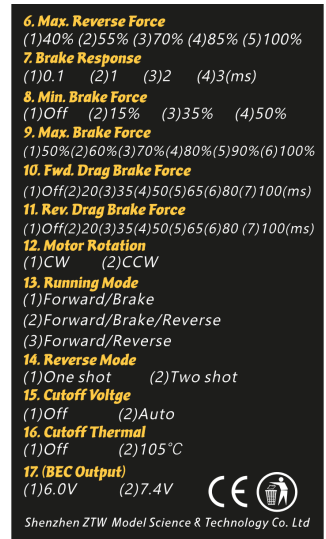 6. Max. Reverse Force
(1)40% (2)55% (3)70% (4)85% (5)100%
7. Brake Response
(1)0.1 (2)1 (3)2 (4)3(ms)
8. Min. Brake Force
(1)Off (2)15% (3)35% (4)50%
9. Max. Brake Force
(1)50%(2)60%(3)70%(4)80%(5)90%(6)100%
10. Fwd. Drag Brake Force
(1)Off(2)20(3)35(4)50(5)65(6)80(7)100(ms)
11. Rev. Drag Brake Force
(1)Off(2)20(3)35(4)50(5)65(6)80 (7)100(ms)
12. Motor Rotation
(1)CW (2)CCW
13. Running Mode
(1)Forward/Brake
(2)Forward/Brake/Reverse
(3)Forward/Reverse
14. Reverse Mode
(1)One shot (2)Two shot
15. Cutoff Voltge
(1)Off (2)Auto
16. Cutoff Thermal
(1)Off (2)105°C
17. (BEC Output)
(1)6.0V (2)7.4V
CE
Shenzhen ZTW Model Science & Technology Co. Ltd